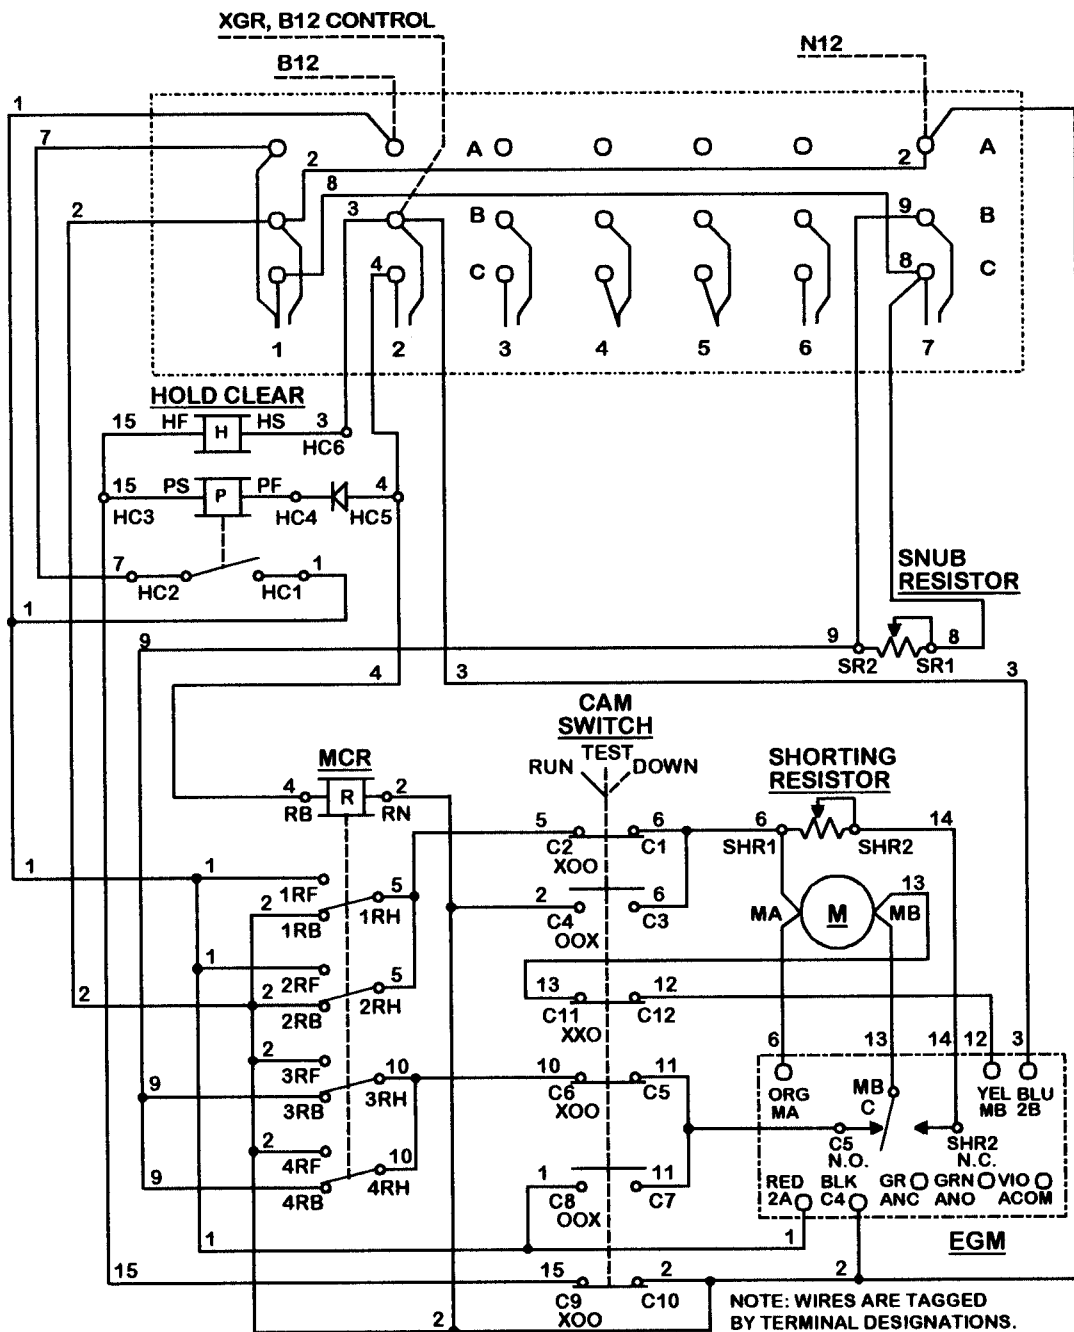 XGR, B12 CONTROL
B12
N12
1
7
A
A
2
2
8
2
3
B
9
B
4
C
8
C
1
2
3
4
5
6
7
HOLD CLEAR
15 HF H HS 3
HC6
15 PS P PF 4
HC3 HC4 HC5
7 1
HC2 HC1
SNUB
RESISTOR
1
9
9 8
SR2 SR1
4
3
3
CAM
SWITCH
TEST
RUN DOWN
MCR
SHORTING
RESISTOR
4 R 2
RB RN
5 6
C2 C1
XOO
6 14
SHR1 SHR2
1
1
1RF
5
2
1RH
1RB
2 6
C4 C3
OOX
MA M MB
13
1
2RF
5
2
2
2RH
2RB
13 12
C11 C12
XXO
2
3RF
9
10
3RH
3RB
10 11
C6 C5
XOO
6
13
14
12
3
ORG
MA
MB
C
YEL
MB
BLU
2B
C5
N.O.
SHR2
N.C.
2
4RF
9
10
4RH
4RB
1 11
C8 C7
OOX
RED
2A
BLK
C4
GR
ANC
GRN
ANO
VIO
ACOM
1
1
EGM
15
15 2
C9 C10
XOO
2
2
NOTE: WIRES ARE TAGGED
BY TERMINAL DESIGNATIONS.